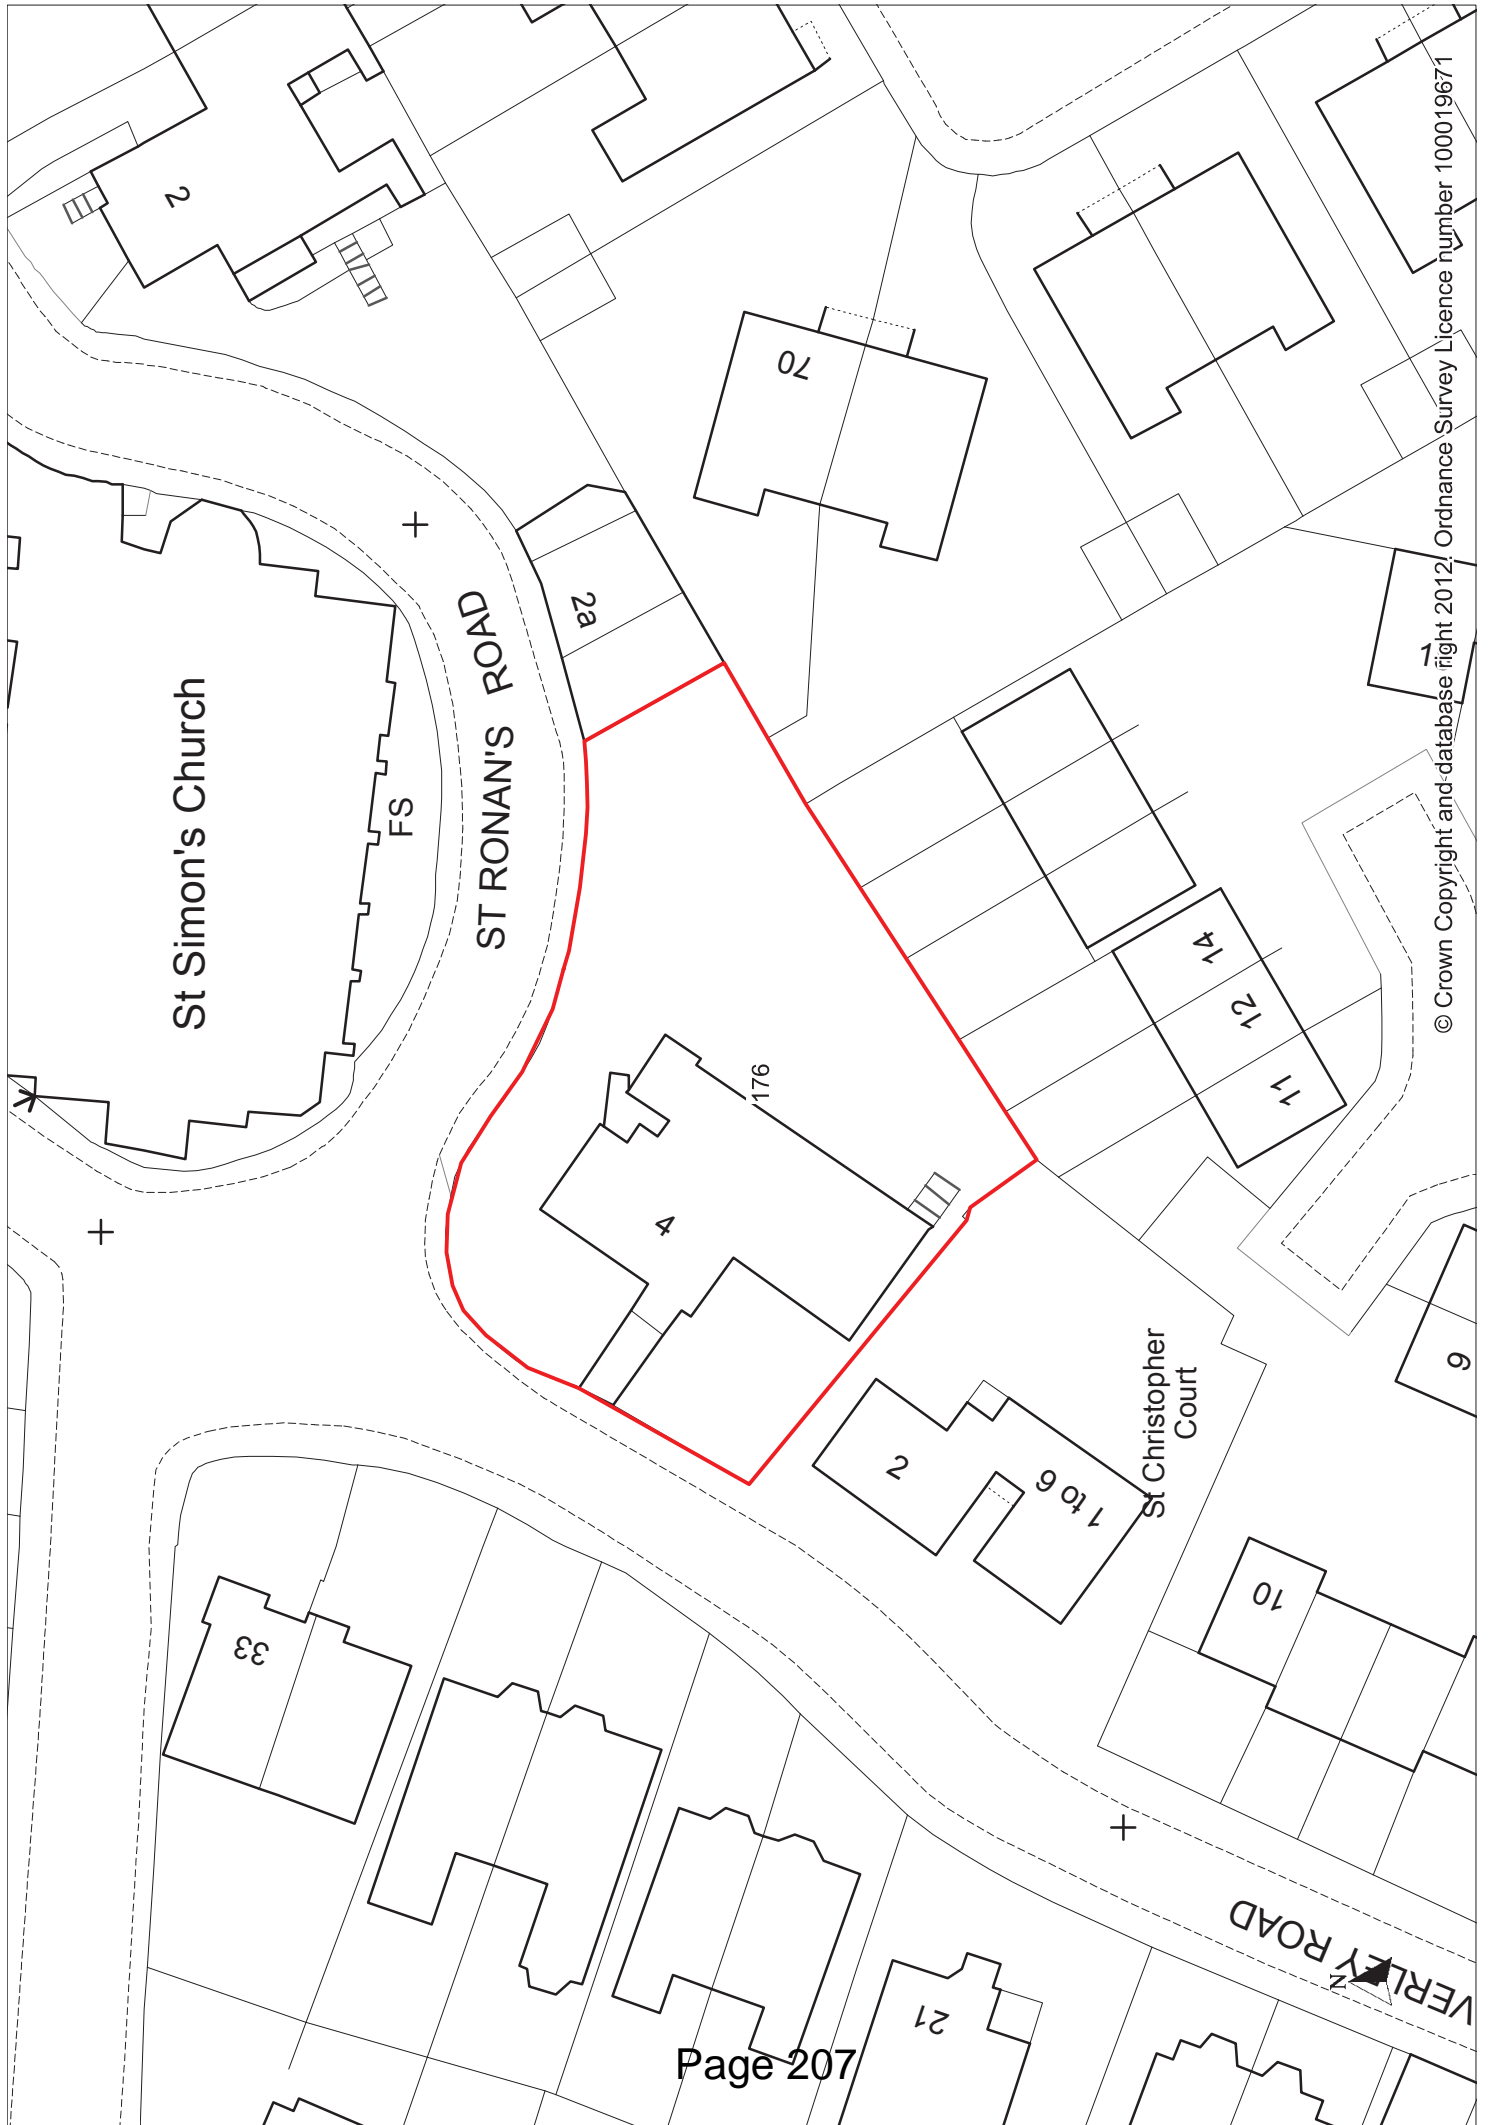 2
70
2a
ST RONAN'S ROAD
St Simon's Church
FS
176
4
14
12
11
1
9
2
1 to 6
St Christopher
Court
10
33
21
VERLEY ROAD
N
© Crown Copyright and database right 2012. Ordnance Survey Licence number 100019671
Page 207